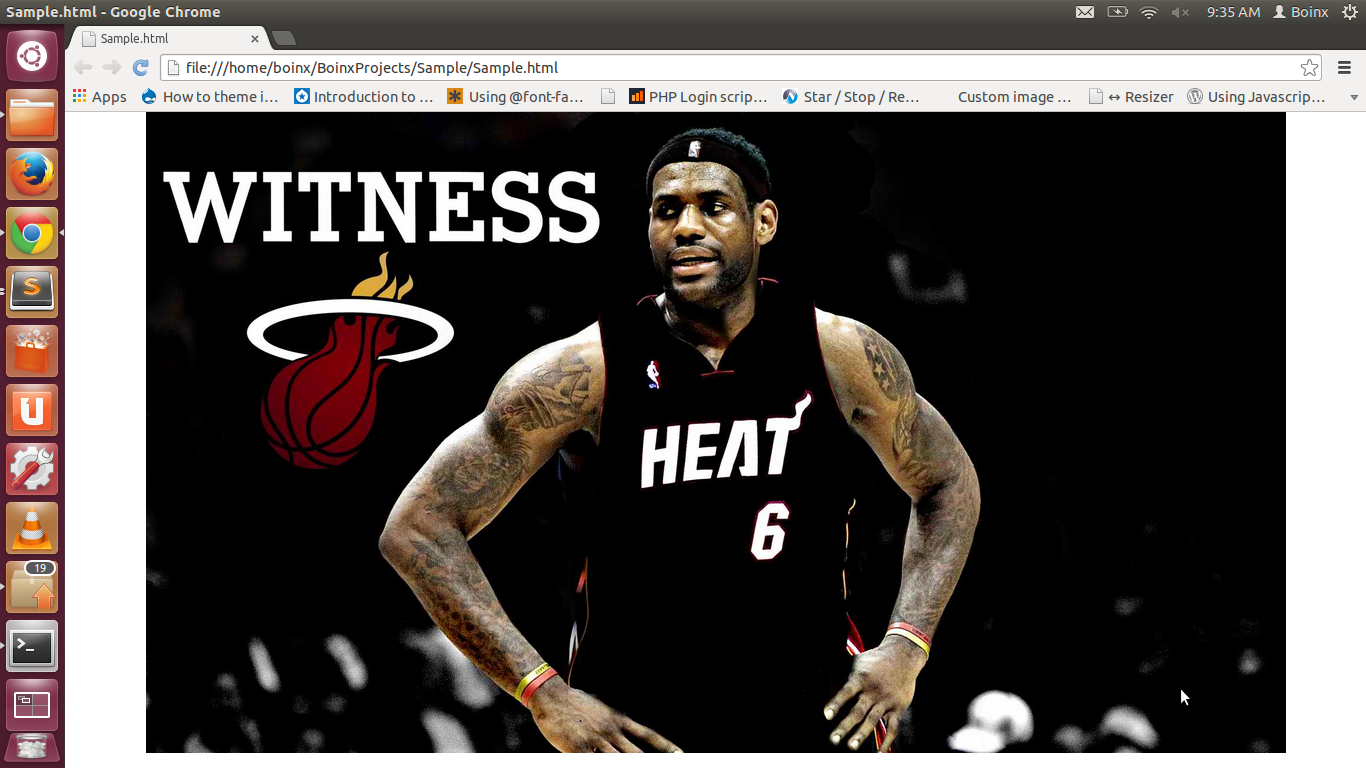 Sample.html - Google Chrome
9:35 AM Boinx
Sample.html
file:///home/boinx/BoinxProjects/Sample/Sample.html
Apps How to theme i… Introduction to … Using @font-fa… PHP Login scrip… Star / Stop / Re… Custom image … ↔ Resizer Using Javascrip…
WITNESS
HEAT
6
19